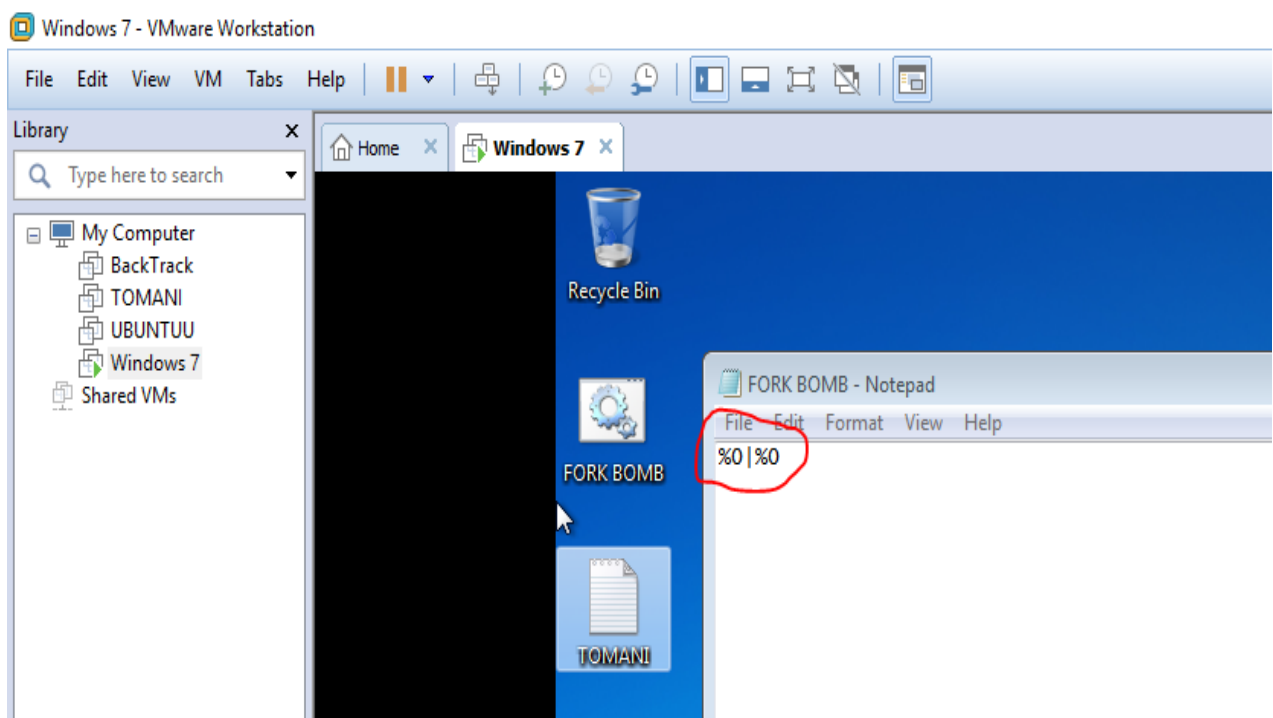 Windows 7 - VMware Workstation
File Edit View VM Tabs Help
Library x
Home x Windows 7 x
Type here to search
My Computer
BackTrack
TOMANI
UBUNTUU
Windows 7
Shared VMs
Recycle Bin
FORK BOMB
TOMANI
FORK BOMB - Notepad
File Edit Format View Help
%0|%0